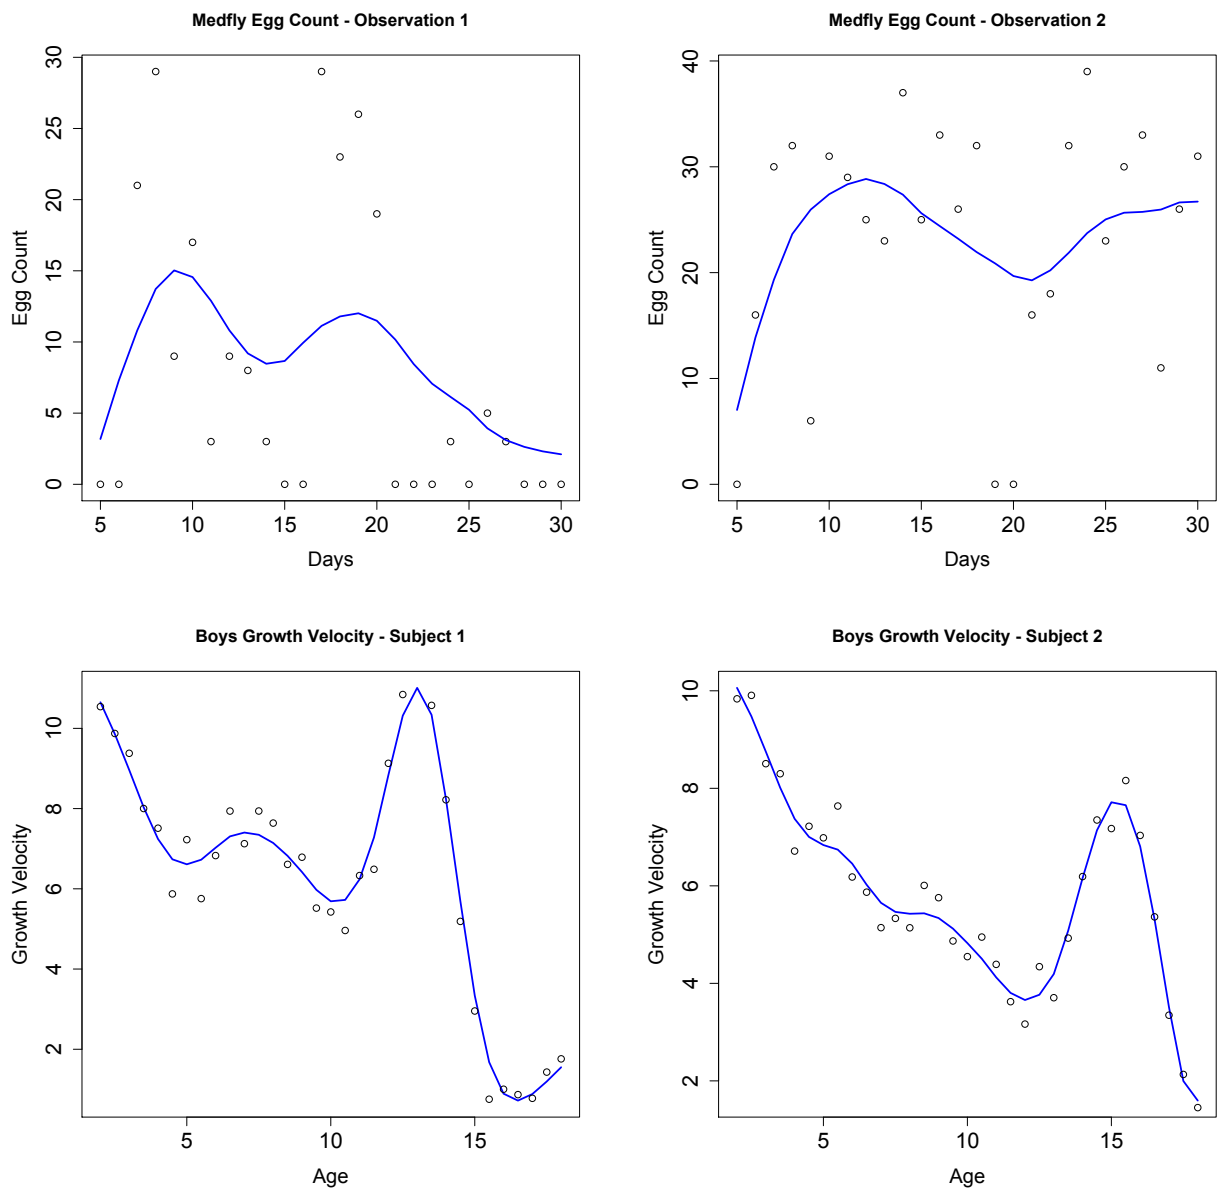 Medfly Egg Count - Observation 1
Egg Count
0 5 10 15 20 25 30
5 10 15 20 25 30
Days
Medfly Egg Count - Observation 2
Egg Count
0 10 20 30 40
5 10 15 20 25 30
Days
Boys Growth Velocity - Subject 1
Growth Velocity
2 4 6 8 10
5 10 15
Age
Boys Growth Velocity - Subject 2
Growth Velocity
2 4 6 8 10
5 10 15
Age